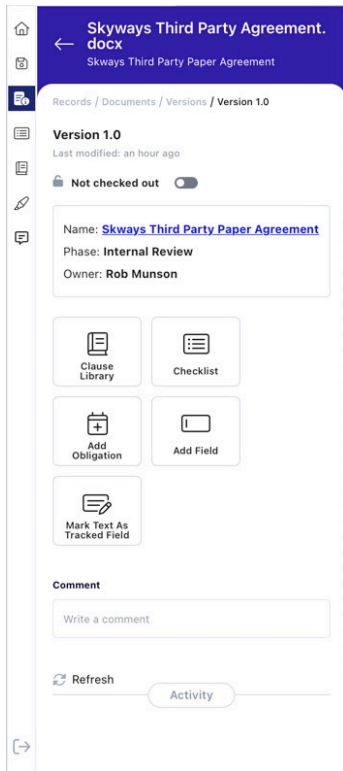 Skyways Third Party Agreement.
docx
Skways Third Party Paper Agreement
Records / Documents / Versions / Version 1.0
Version 1.0
Last modified: an hour ago
Not checked out
Name: Skways Third Party Paper Agreement
Phase: Internal Review
Owner: Rob Munson
Clause
Library
Checklist
Add
Obligation
Add Field
Mark Text As
Tracked Field
Comment
Write a comment
Refresh
Activity